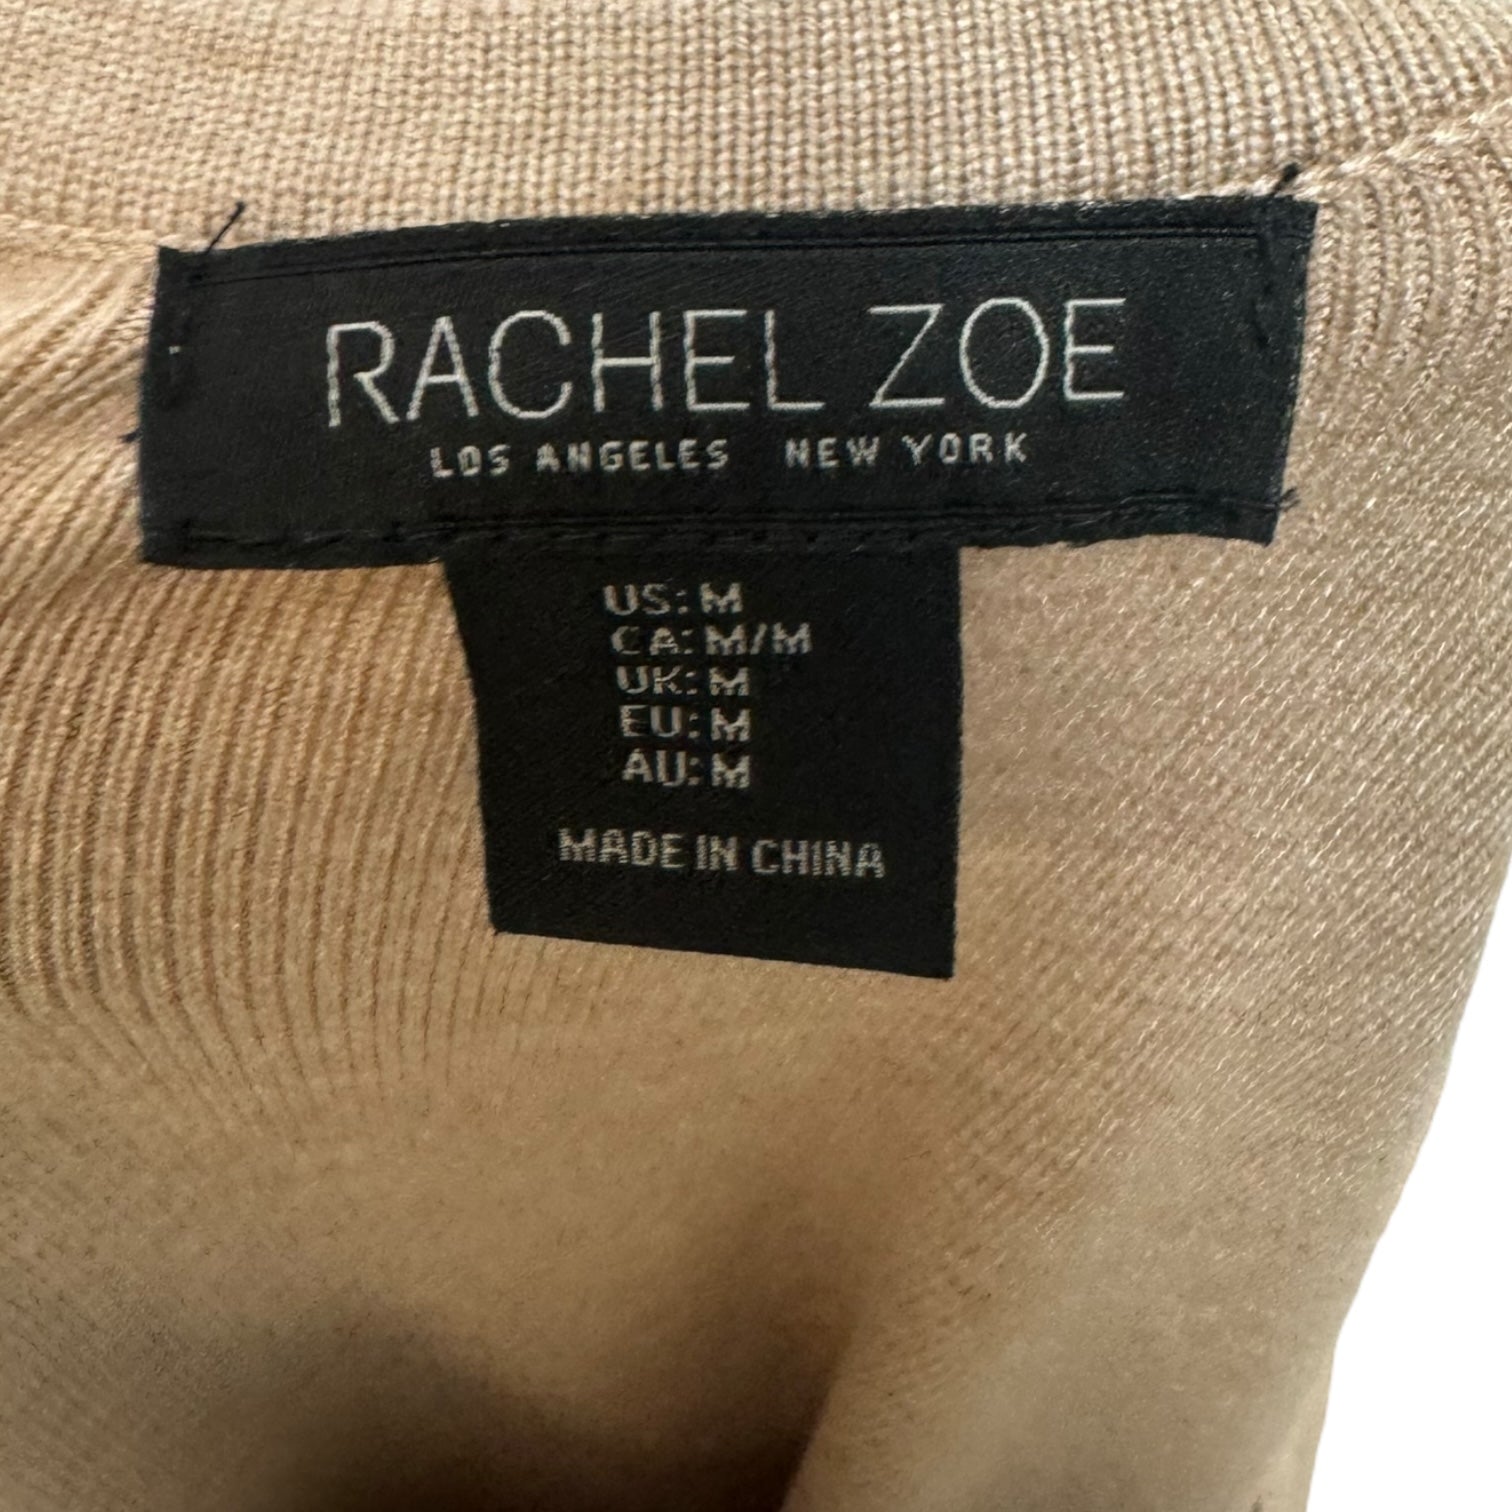 RACHEL ZOE
LOS ANGELES NEW YORK
US: M
CA: M/M
UK: M
EU: M
AU: M
MADE IN CHINA